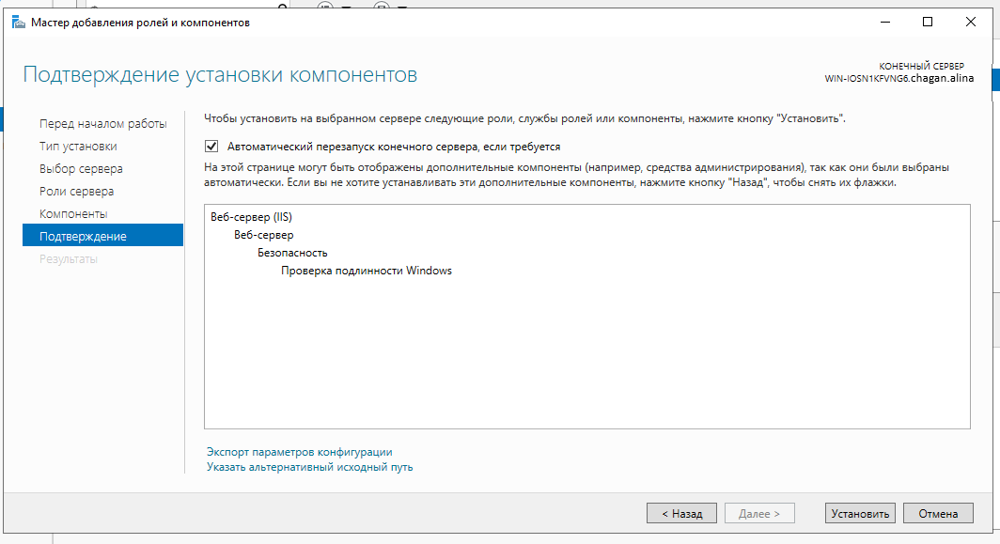 Мастер добавления ролей и компонентов
Подтверждение установки компонентов
КОНЕЧНЫЙ СЕРВЕР
WIN-IOSN1KFVNG6.chagan.alina
Перед началом работы
Тип установки
Выбор сервера
Роли сервера
Компоненты
Подтверждение
Результаты
Чтобы установить на выбранном сервере следующие роли, службы ролей или компоненты, нажмите кнопку "Установить".
Автоматический перезапуск конечного сервера, если требуется
На этой странице могут быть отображены дополнительные компоненты (например, средства администрирования), так как они были выбраны
автоматически. Если вы не хотите устанавливать эти дополнительные компоненты, нажмите кнопку "Назад", чтобы снять их флажки.
Веб-сервер (IIS)
Веб-сервер
Безопасность
Проверка подлинности Windows
Экспорт параметров конфигурации
Указать альтернативный исходный путь
< Назад
Далее >
Установить
Отмена